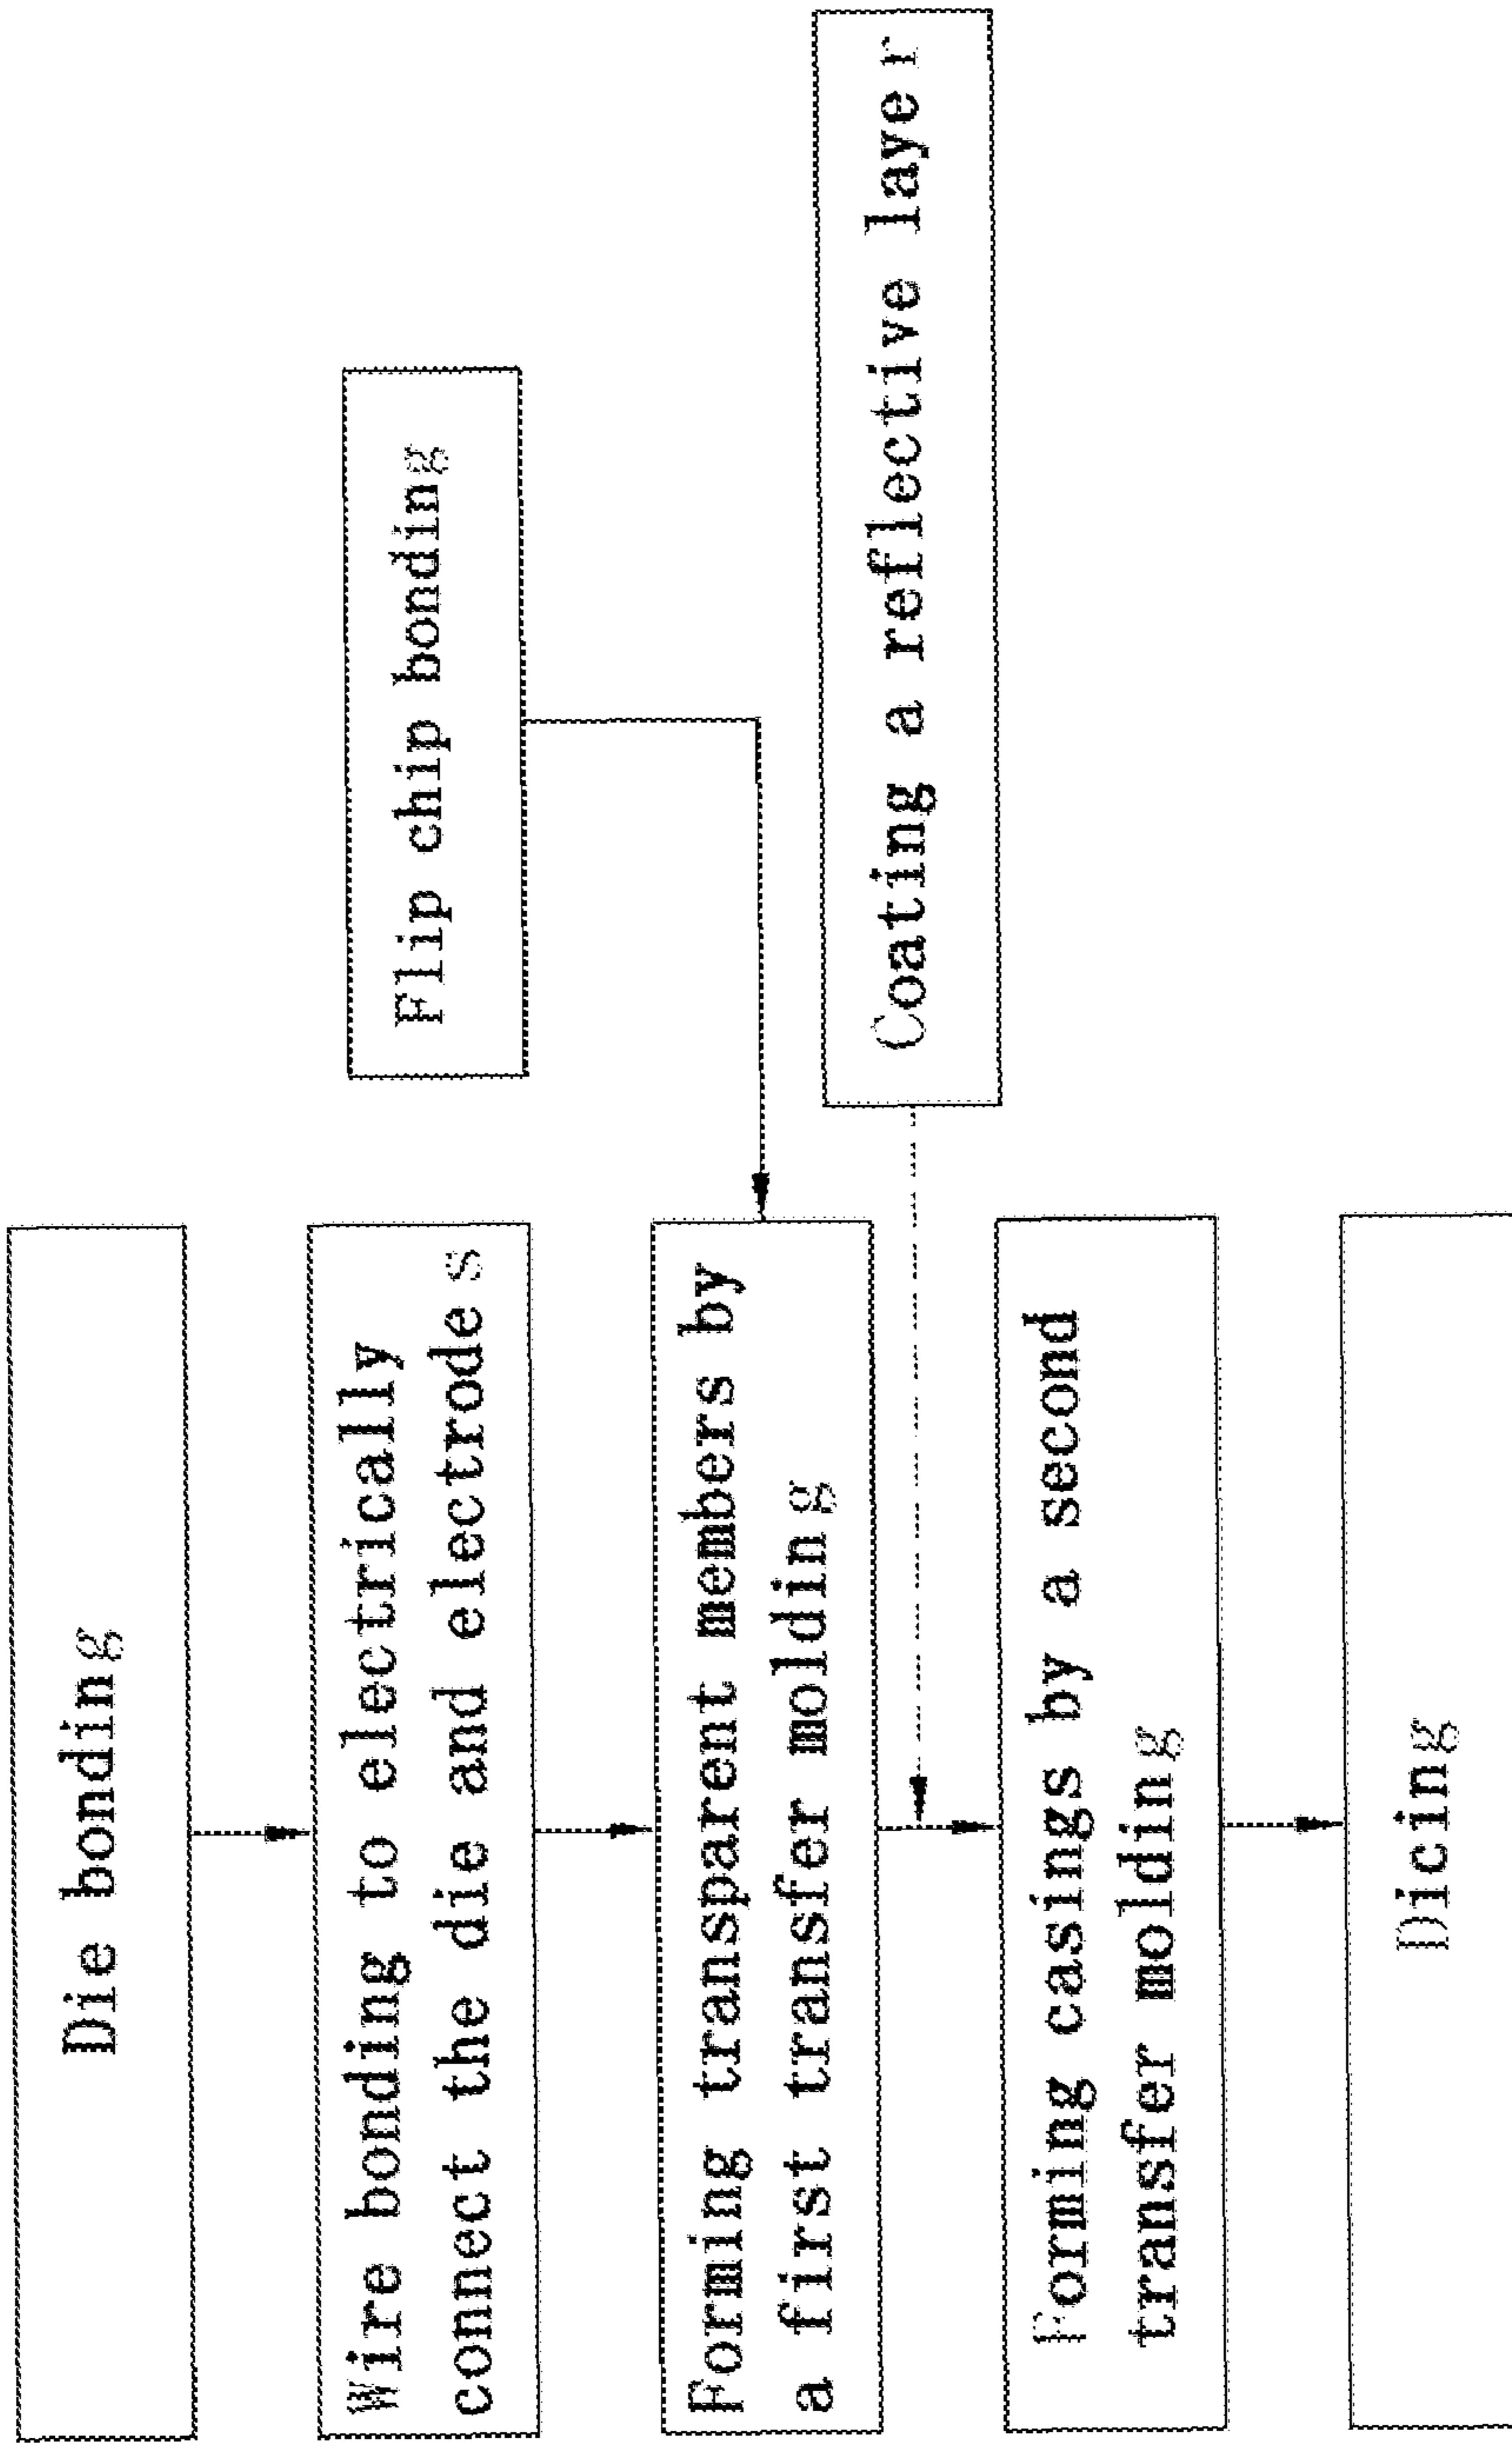 Die bonding
Wire bonding to electrically
connect the die and electrodes
Flip chip bonding
Forming transparent members by
a first transfer molding
Coating a reflective layer
Forming casings by a second
transfer molding
Dicing